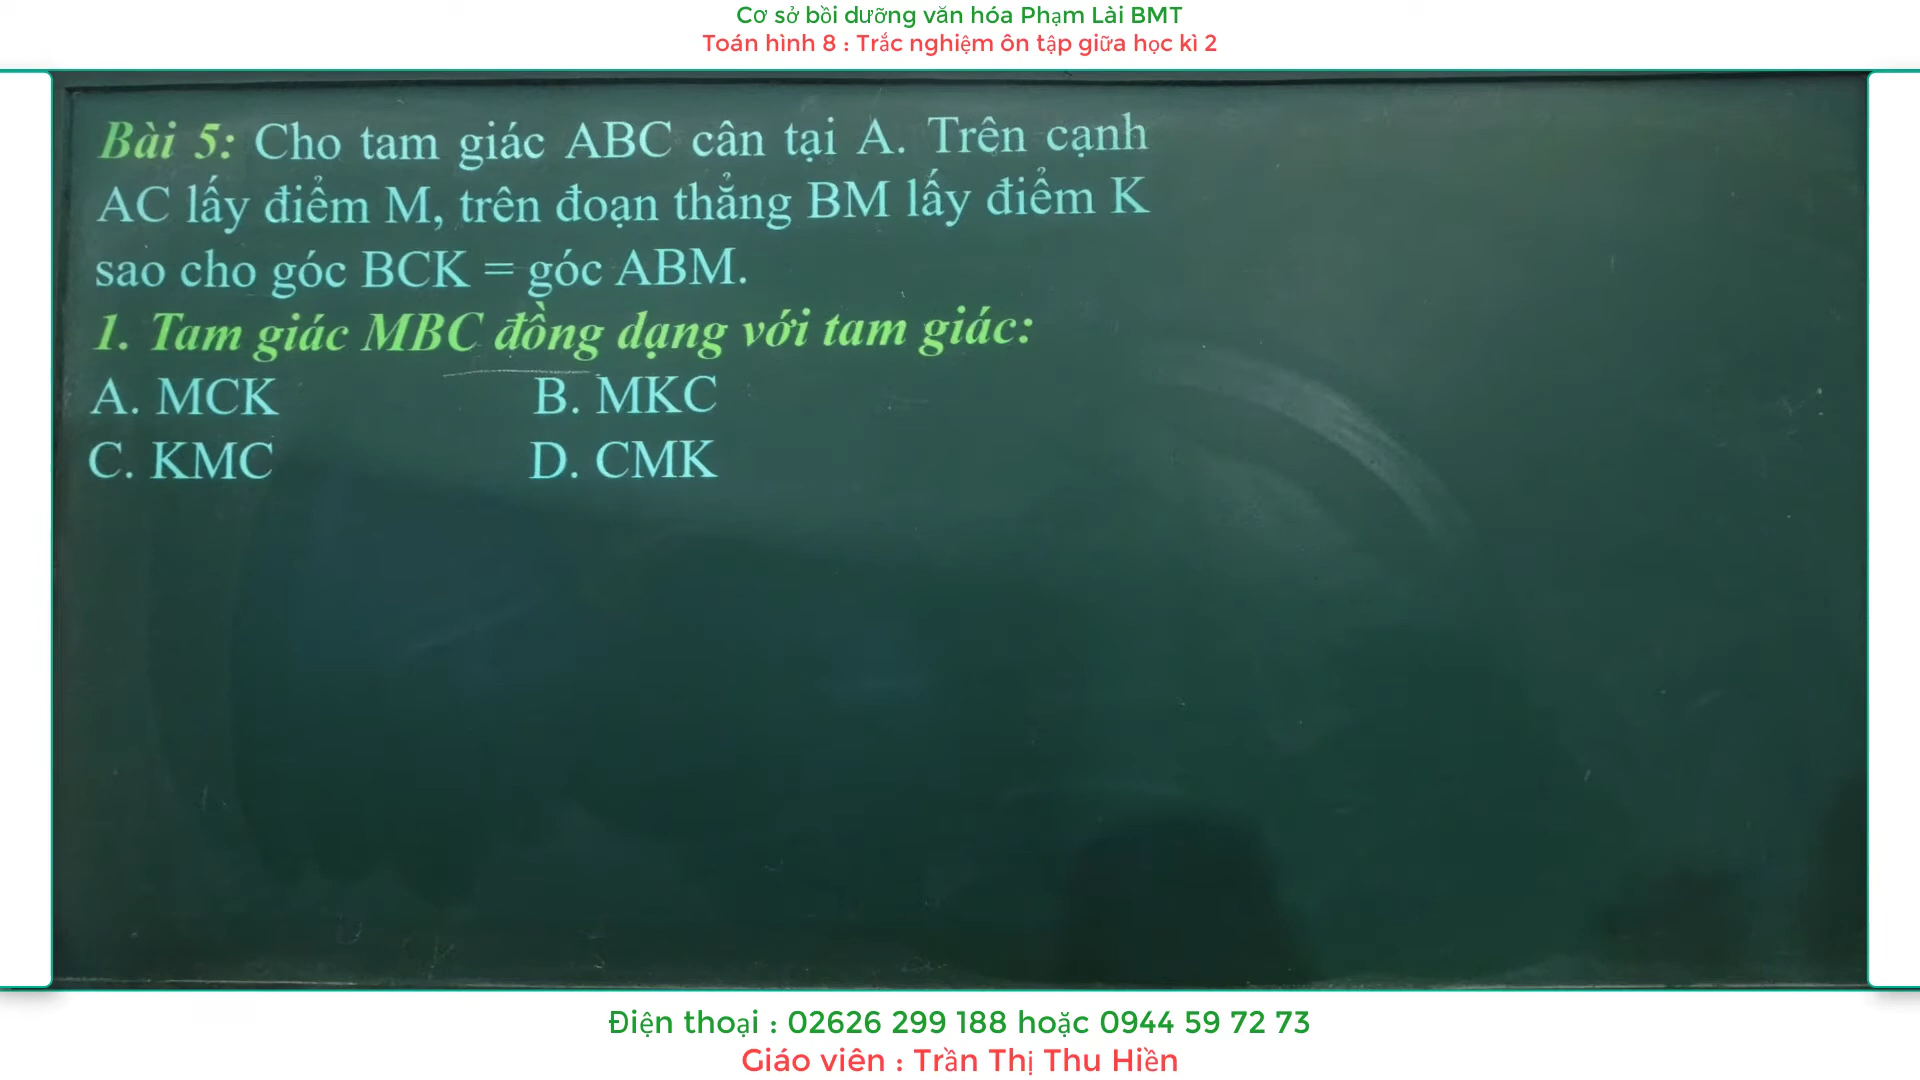 Cơ sở bồi dưỡng văn hóa Phạm Lài BMT
Toán hình 8 : Trắc nghiệm ôn tập giữa học kì 2
Bài 5: Cho tam giác ABC cân tại A. Trên cạnh
AC lấy điểm M, trên đoạn thẳng BM lấy điểm K
sao cho góc BCK = góc ABM.
1. Tam giác MBC đồng dạng với tam giác:
A. MCK B. MKC
C. KMC D. CMK
Điện thoại : 02626 299 188 hoặc 0944 59 72 73
Giáo viên : Trần Thị Thu Hiền